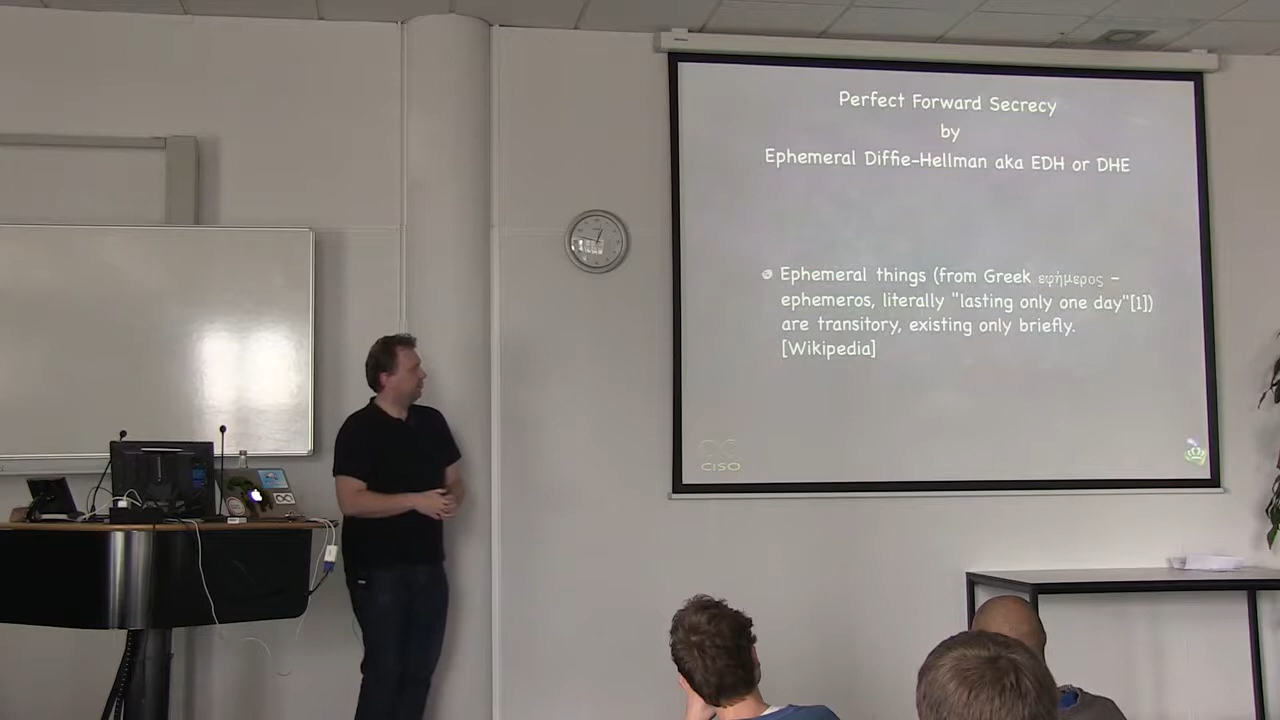 Perfect Forward Secrecy
by
Ephemeral Diffie-Hellman aka EDH or DHE
Ephemeral things (from Greek εφήμερος –
ephemeros, literally "lasting only one day"[1])
are transitory, existing only briefly.
[Wikipedia]
CISO